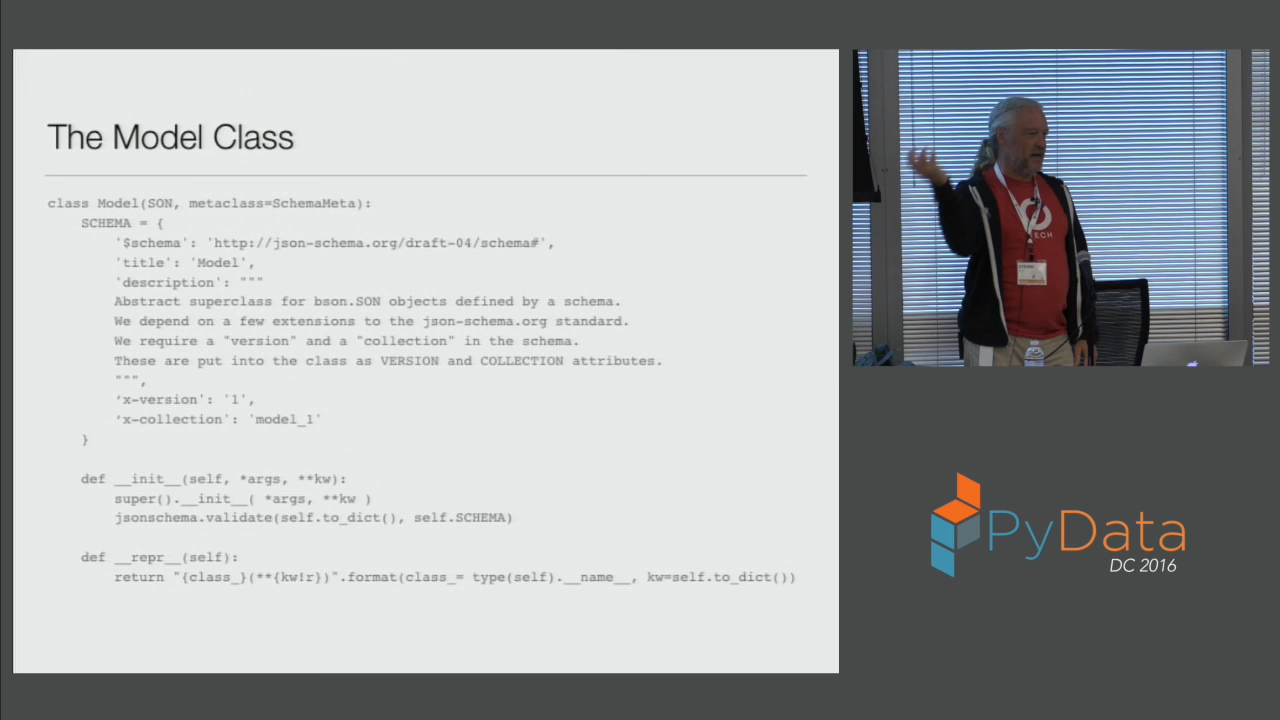 The Model Class
class Model(SON, metaclass=SchemaMeta):
SCHEMA = {
'$schema': 'http://json-schema.org/draft-04/schema#',
'title': 'Model',
'description': """
Abstract superclass for bson.SON objects defined by a schema.
We depend on a few extensions to the json-schema.org standard.
We require a "version" and a "collection" in the schema.
These are put into the class as VERSION and COLLECTION attributes.
""",
‘x-version': '1',
‘x-collection': 'model_1'
}
def __init__(self, *args, **kw):
super().__init__( *args, **kw )
jsonschema.validate(self.to_dict(), self.SCHEMA)
def __repr__(self):
return "{class_}(**{kw!r})".format(class_= type(self).__name__, kw=self.to_dict())
TECH
STEVEN
PyData
DC 2016